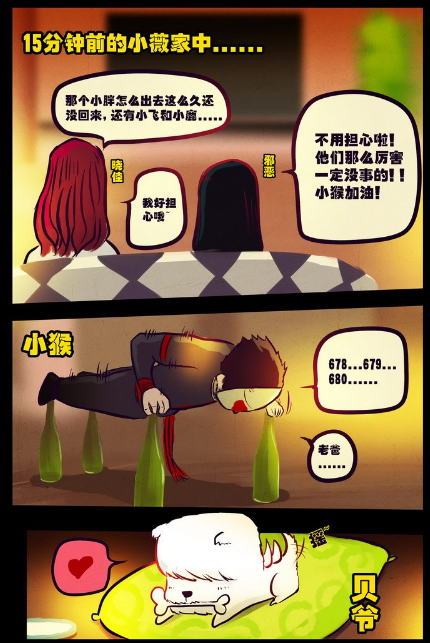 15分钟前的小薇家中......
那个小胖怎么出去这么久还
没回来,还有小飞和小磨.....
晓佳
我好担
心哦~
邪恶
不用担心啦!
他们那么厉害
一定没事的!!
小猴加油!
小猴
678...679...
680......
老爸
......
摇~
贝爷